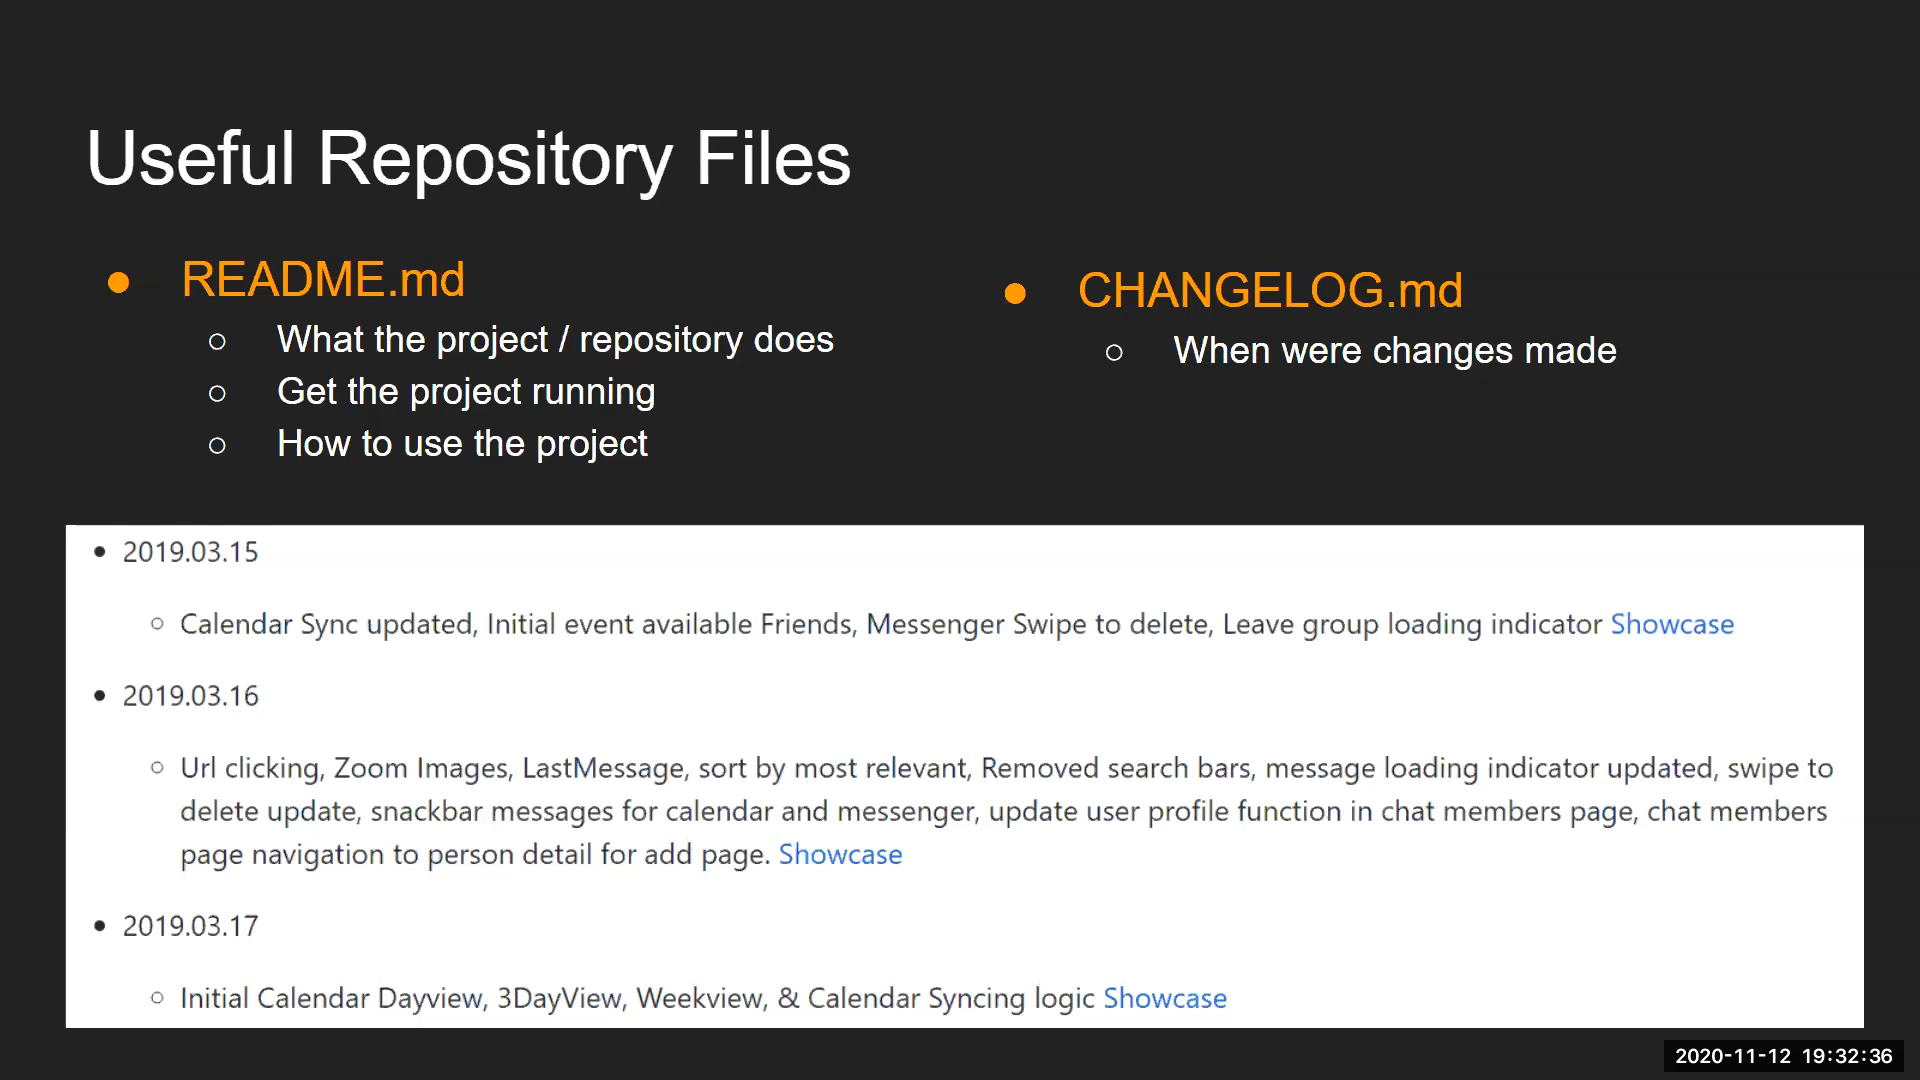 Useful Repository Files
● README.md
○ What the project / repository does
○ Get the project running
○ How to use the project
● CHANGELOG.md
○ When were changes made
• 2019.03.15
○ Calendar Sync updated, Initial event available Friends, Messenger Swipe to delete, Leave group loading indicator Showcase
• 2019.03.16
○ Url clicking, Zoom Images, LastMessage, sort by most relevant, Removed search bars, message loading indicator updated, swipe to
delete update, snackbar messages for calendar and messenger, update user profile function in chat members page, chat members
page navigation to person detail for add page. Showcase
• 2019.03.17
○ Initial Calendar Dayview, 3DayView, Weekview, & Calendar Syncing logic Showcase
2020-11-12 19:32:36